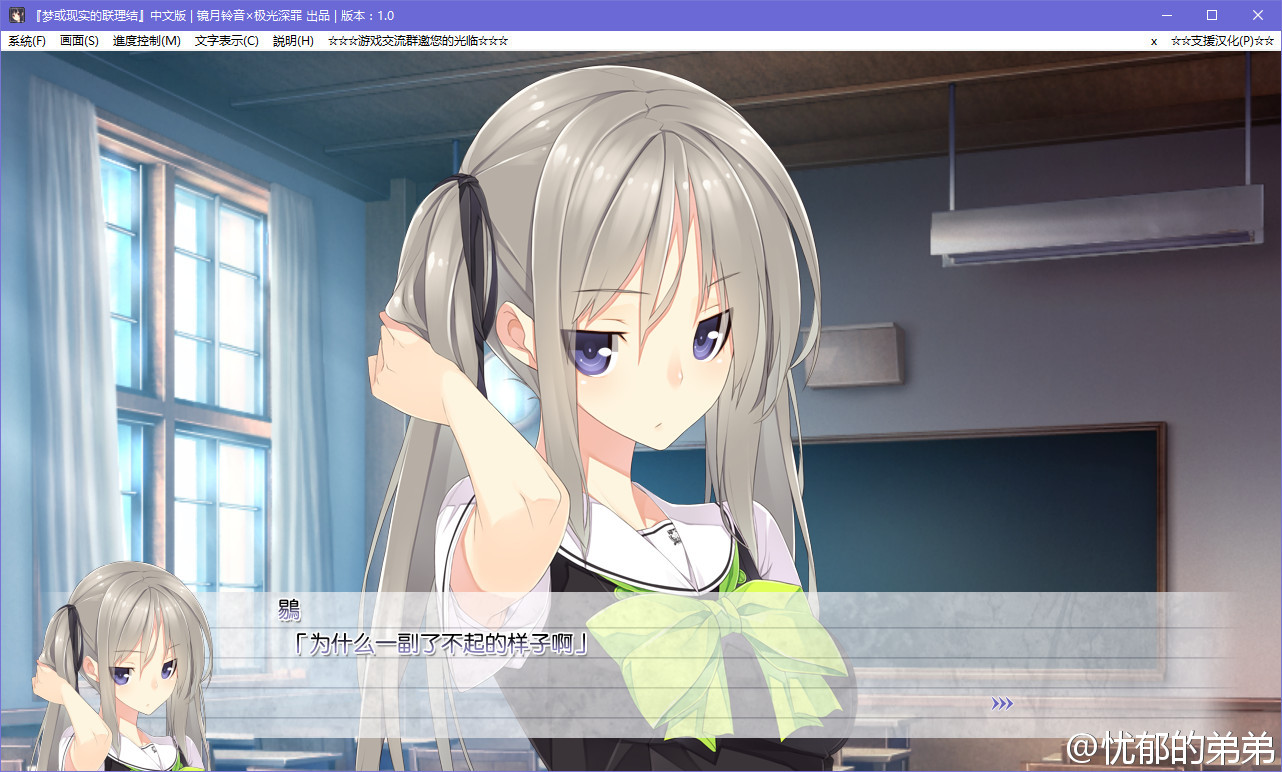 『梦或现实的联理结』中文版 | 镜月铃音×极光深罪 出品 | 版本：1.0
系統(F) 画面(S) 進度控制(M) 文字表示(C) 説明(H) ☆☆☆游戏交流群邀您的光临☆☆☆ x ☆☆支援汉化(P)☆☆
「为什么一副了不起的样子啊」
@忧郁的弟弟